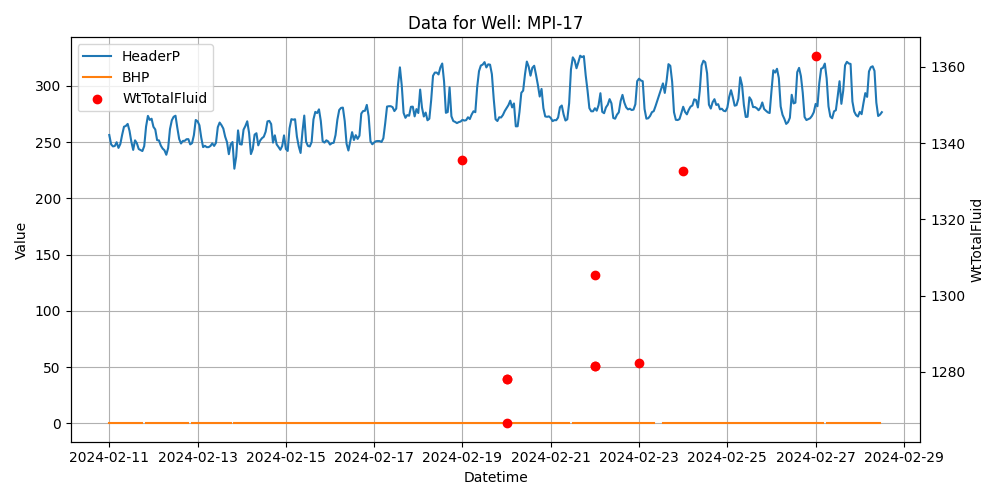 Data for Well: MPI-17
HeaderP
BHP
WtTotalFluid
Value
300
250
200
150
100
50
0
1360
1340
1320
1300
1280
WtTotalFluid
2024-02-11 2024-02-13 2024-02-15 2024-02-17 2024-02-19 2024-02-21 2024-02-23 2024-02-25 2024-02-27 2024-02-29
Datetime